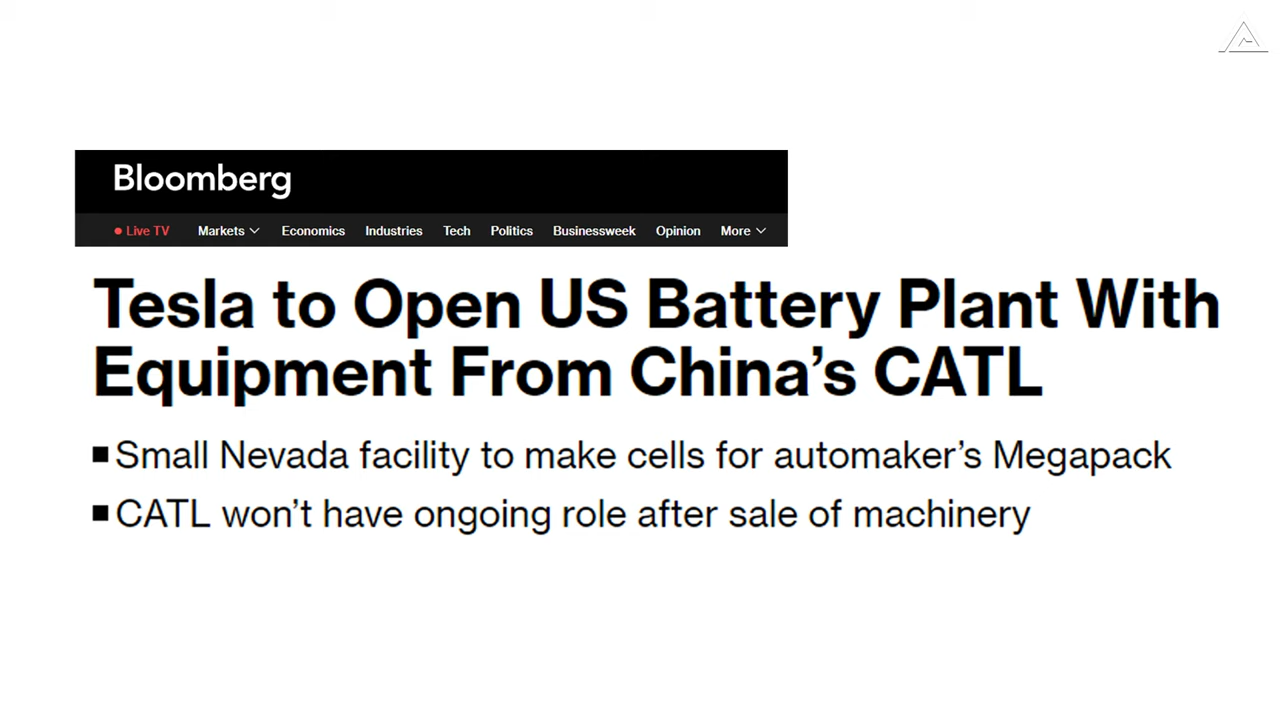 Bloomberg
Live TV Markets Economics Industries Tech Politics Businessweek Opinion More
Tesla to Open US Battery Plant With
Equipment From China’s CATL
■ Small Nevada facility to make cells for automaker’s Megapack
■ CATL won’t have ongoing role after sale of machinery